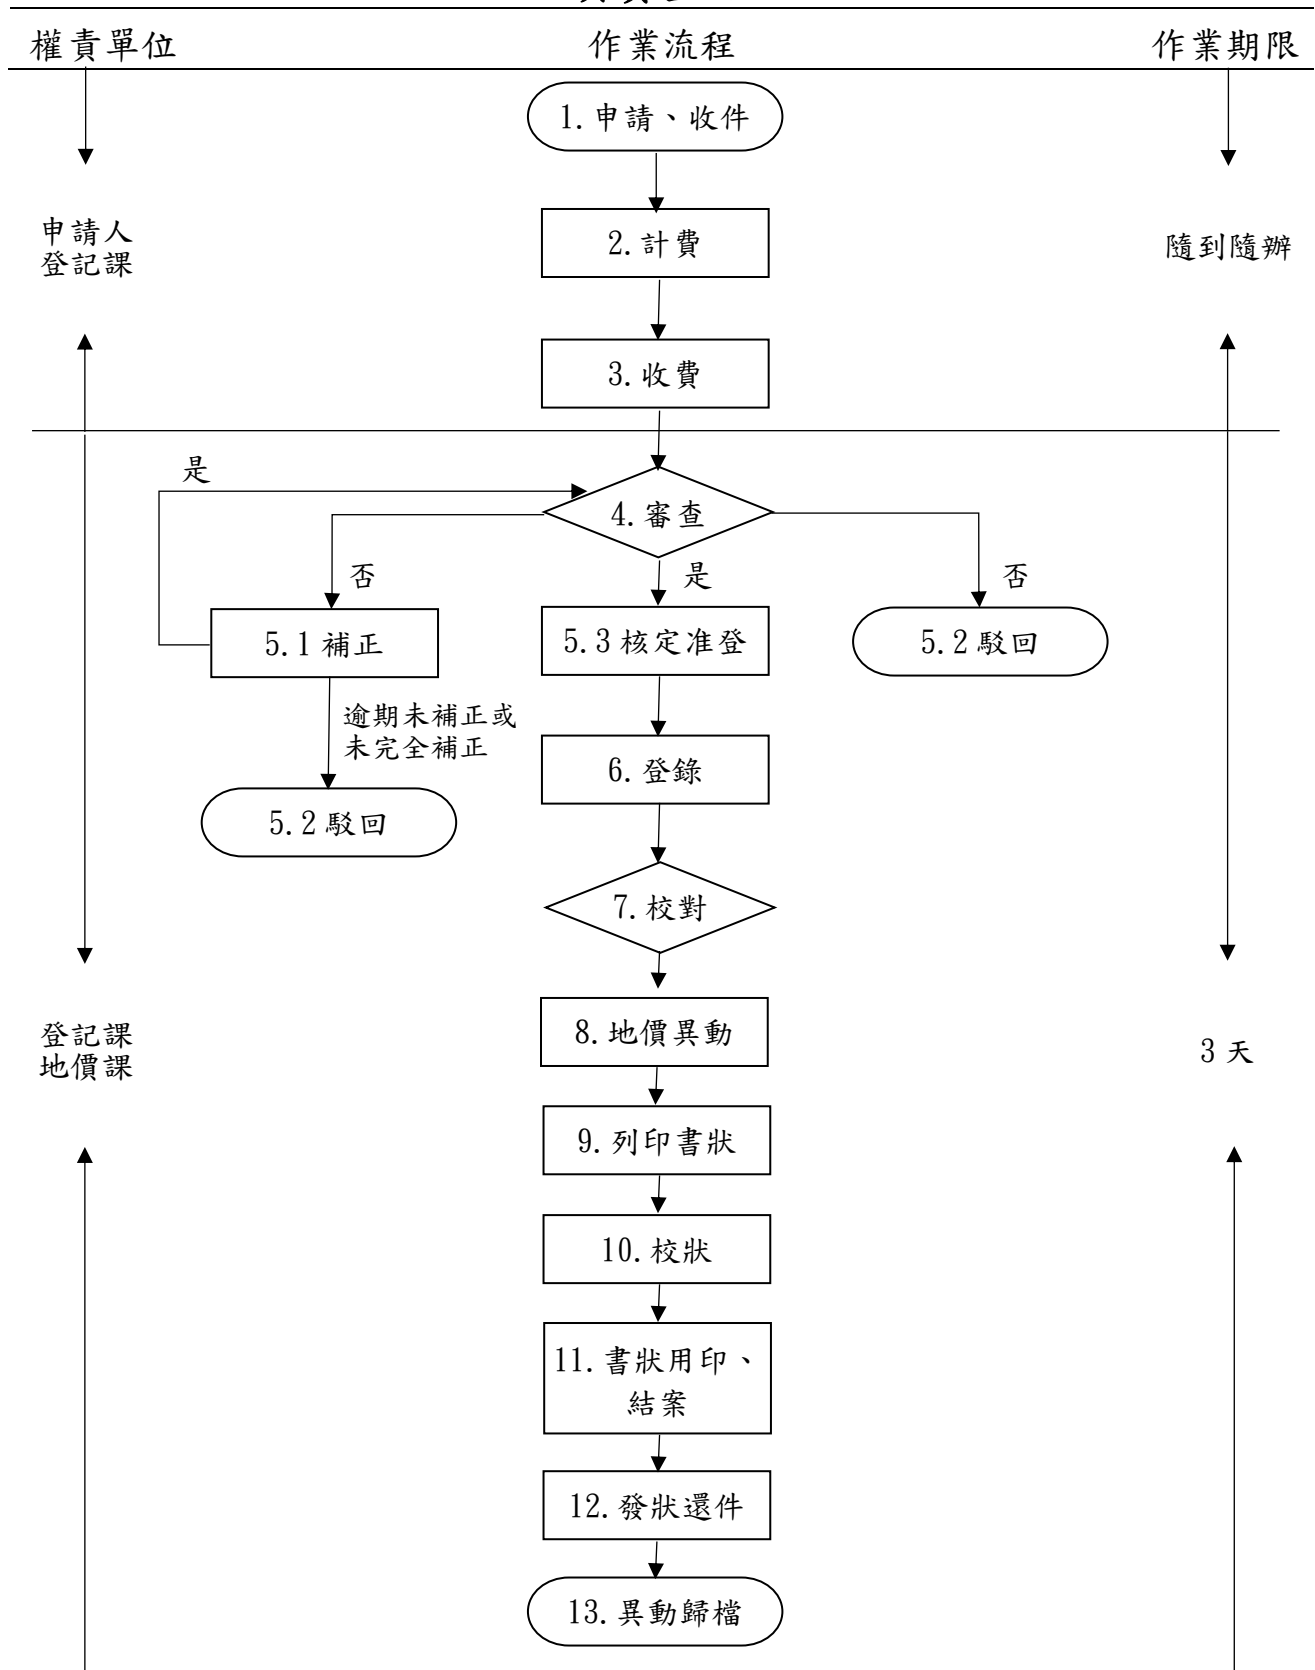 權責單位
作業流程
作業期限
1.申請、收件
申請人
登記課
2.計費
隨到隨辦
3.收費
是
4.審查
否
是
否
5.1補正
5.3核定准登
5.2駁回
逾期未補正或
未完全補正
6.登錄
5.2駁回
7.校對
登記課
地價課
8.地價異動
3天
9.列印書狀
10.校狀
11.書狀用印、
結案
12.發狀還件
13.異動歸檔